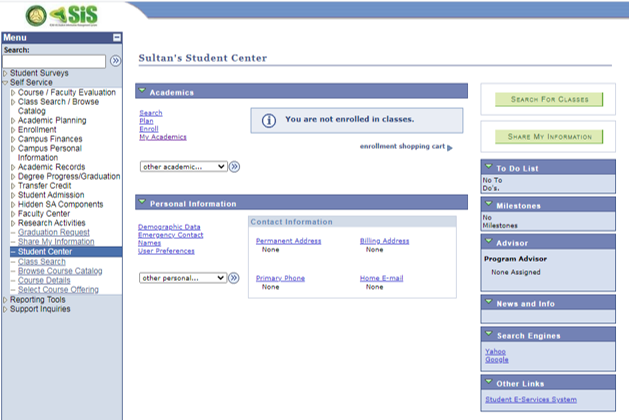 SiS
Menu
Search:
Student Surveys
Self Service
Course / Faculty Evaluation
Class Search / Browse
Catalog
Academic Planning
Enrollment
Campus Finances
Campus Personal
Information
Academic Records
Degree Progress/Graduation
Transfer Credit
Student Admission
Hidden SA Components
Faculty Center
Research Activities
Graduation Request
Share My Information
Student Center
Class Search
Browse Course Catalog
Course Details
Select Course Offering
Reporting Tools
Support Inquiries
Sultan's Student Center
Academics
Search
Plan
Enroll
My Academics
You are not enrolled in classes.
enrollment shopping cart
other academic...
Personal Information
Demographic Data
Emergency Contact
Names
User Preferences
other personal...
Contact Information
Permanent Address
None
Billing Address
None
Primary Phone
None
Home E-mail
None
SEARCH FOR CLASSES
SHARE MY INFORMATION
To Do List
No To
Do's.
Milestones
No
Milestones
Advisor
Program Advisor
None Assigned
News and Info
Search Engines
Yahoo
Google
Other Links
Student E-Services System